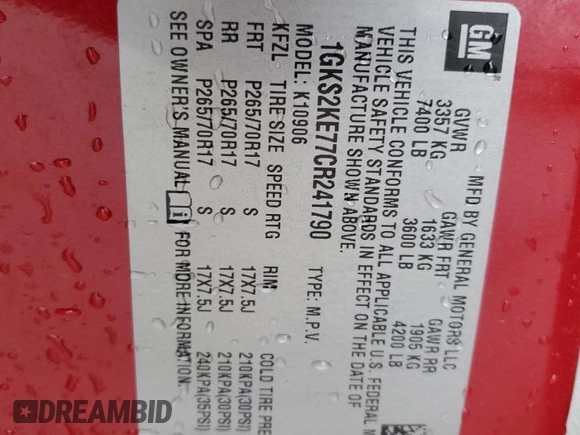 GM
MFD BY GENERAL MOTORS LLC
GVWR GAWR FRT GAWR RR
3357 KG 1633 KG 1905 KG
7400 LB 3600 LB 4200 LB
THIS VEHICLE CONFORMS TO ALL APPLICABLE U.S. FEDERAL M
VEHICLE SAFETY STANDARDS IN EFFECT ON THE DATE OF
MANUFACTURE SHOWN ABOVE.
1GKS2KE77CR241790 TYPE: M.P.V.
MODEL: K10906
KFZL TIRE SIZE SPEED RTG RIM COLD TIRE PRE
FRT P265/70R17 S 17X7.5J 210KPA(30PSI)
RR P265/70R17 S 17X7.5J 210KPA(30PSI)
SPA P265/70R17 S 17X7.5J 240KPA(35PSI)
SEE OWNER'S MANUAL i FOR MORE INFORMATION.
DREAMBID